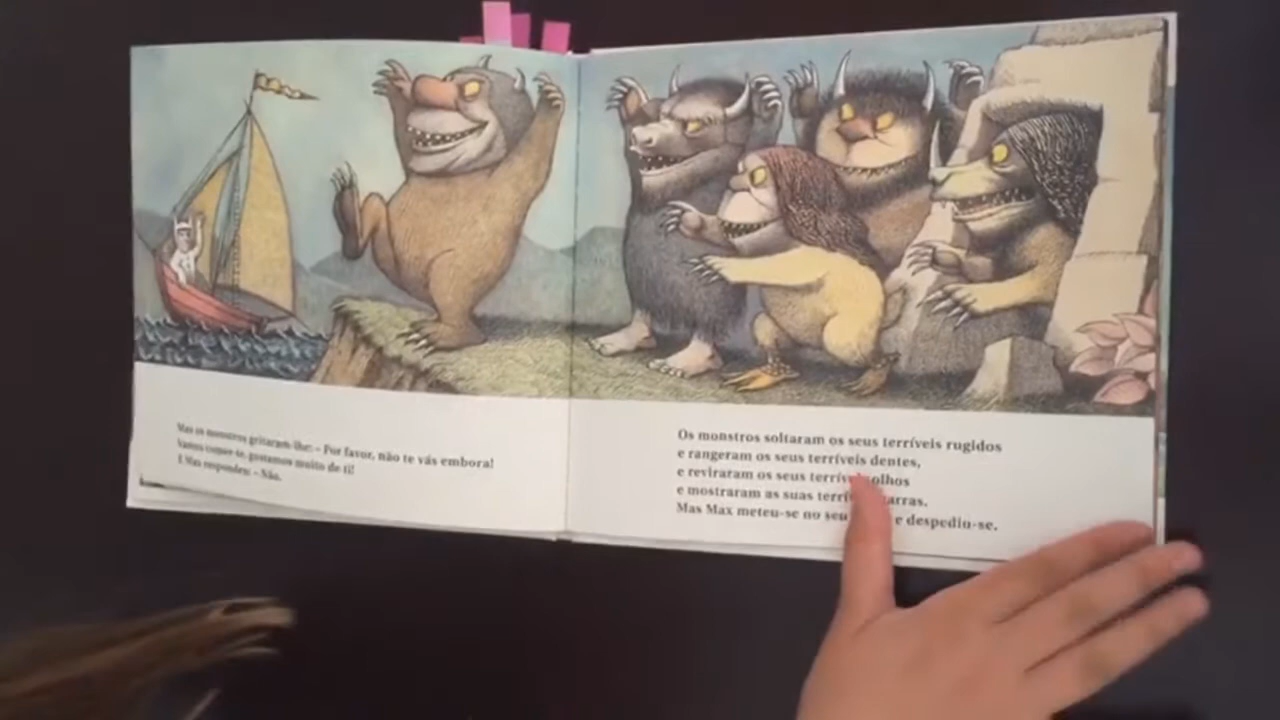 Mas os monstros gritaram-lhe: – Por favor, não te vás embora!
Vamos comer-te, gostamos muito de ti!
E Max respondeu: – Não.
Os monstros soltaram os seus terríveis rugidos
e rangeram os seus terríveis dentes,
e reviraram os seus olhos
e mostraram as suas garras.
Mas Max meteu-se no seu e despediu-se.